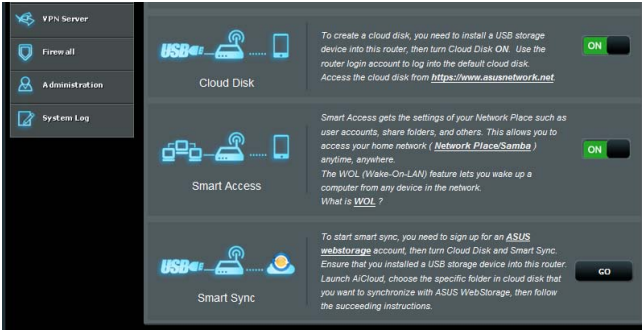 VPN Server
Firewall
Administration
System Log
USB
Cloud Disk
To create a cloud disk, you need to install a USB storage
device into this router, then turn Cloud Disk ON. Use the
router login account to log into the default cloud disk.
Access the cloud disk from https://www.asusnetwork.net.
ON
Smart Access
Smart Access gets the settings of your Network Place such as
user accounts, share folders, and others. This allows you to
access your home network ( Network Place/Samba )
anytime, anywhere.
The WOL (Wake-On-LAN) feature lets you wake up a
computer from any device in the network.
What is WOL ?
ON
USB
Smart Sync
To start smart sync, you need to sign up for an ASUS
webstorage account, then turn Cloud Disk and Smart Sync.
Ensure that you installed a USB storage device into this router.
Launch AiCloud, choose the specific folder in cloud disk that
you want to synchronize with ASUS WebStorage, then follow
the succeeding instructions.
GO